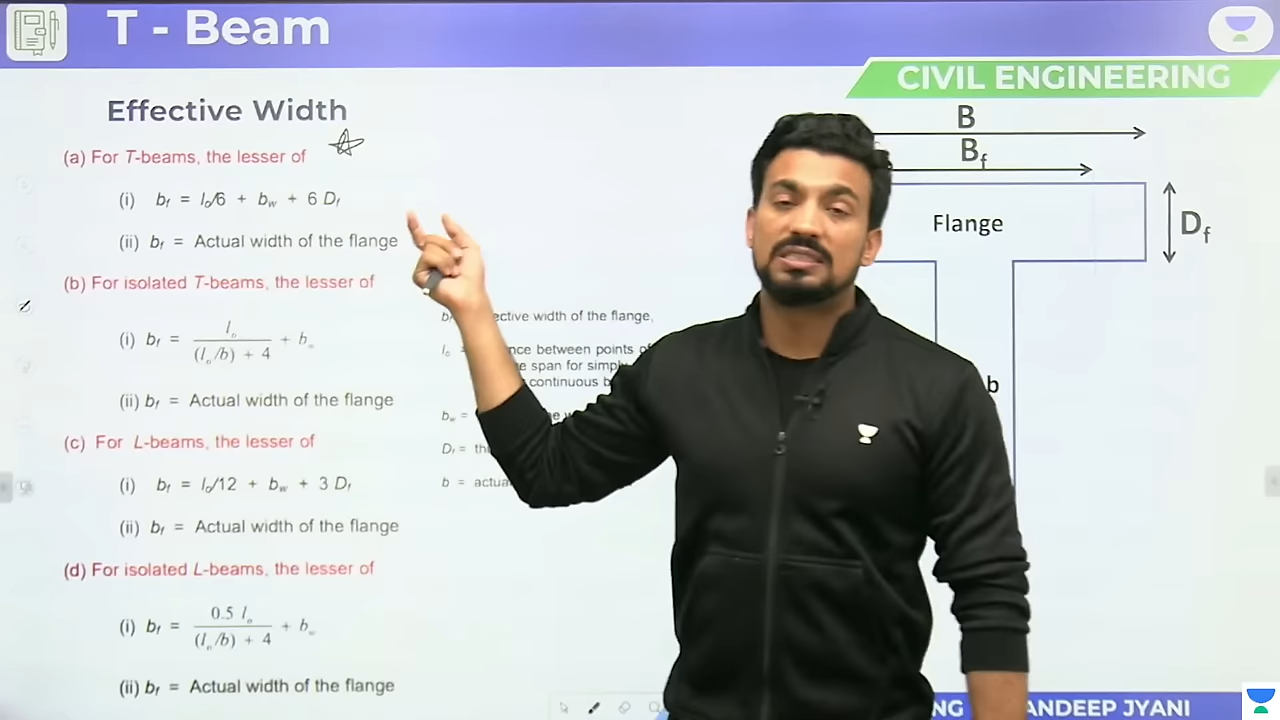 T - Beam
CIVIL ENGINEERING
Effective Width
(a) For T-beams, the lesser of
(i) bf = lo/6 + bw + 6 Df
(ii) bf = Actual width of the flange
(b) For isolated T-beams, the lesser of
(i) bf = lo / (lo/b) + 4 + bw
(ii) bf = Actual width of the flange
(c) For L-beams, the lesser of
(i) bf = lo/12 + bw + 3 Df
(ii) bf = Actual width of the flange
(d) For isolated L-beams, the lesser of
(i) bf = 0.5 lo / (lo/b) + 4 + bw
(ii) bf = Actual width of the flange
width of the flange,
between points of
span for simply
continuous
bw =
Df =
b =
B
Bf
Flange
Df
b
ANDEEP JYANI